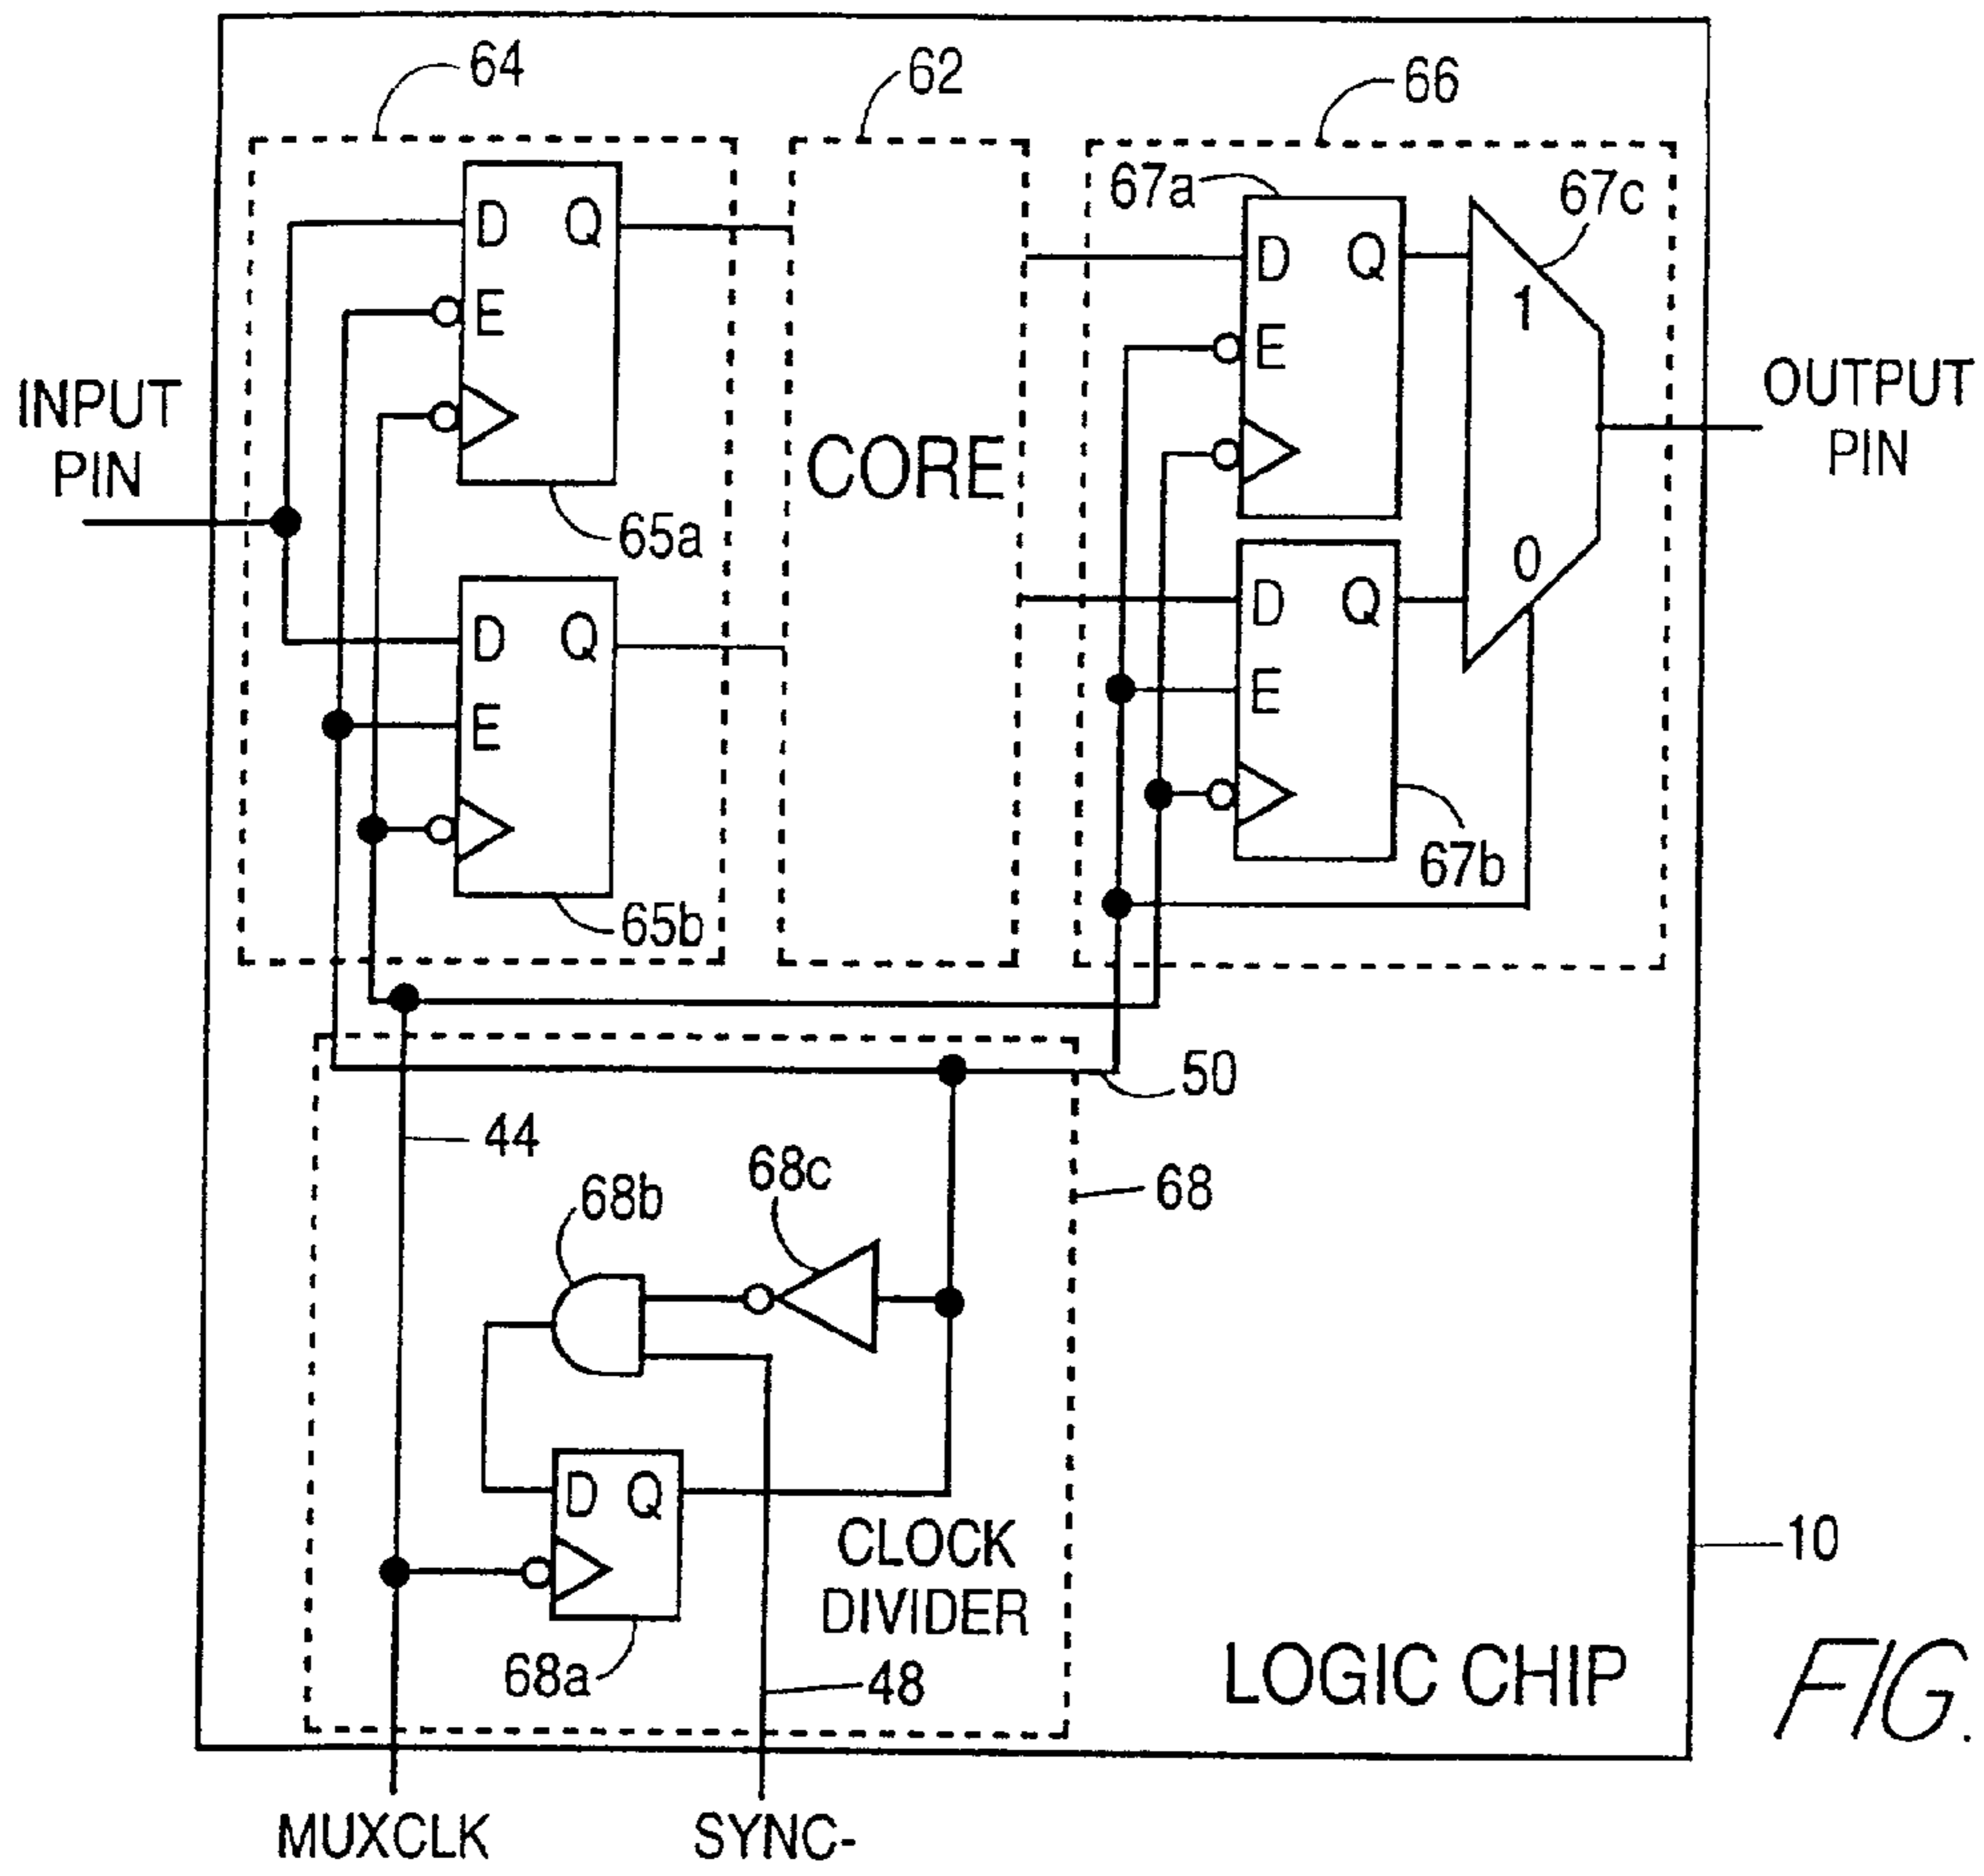 64
62
66
67a
67c
D Q
E
D Q
E
1
INPUT
PIN
CORE
OUTPUT
PIN
65a
D Q
E
0
D Q
E
67b
65b
50
44
68c
68b
68
D Q
CLOCK
DIVIDER
10
68a
48
LOGIC CHIP
FIG.
MUXCLK
SYNC-